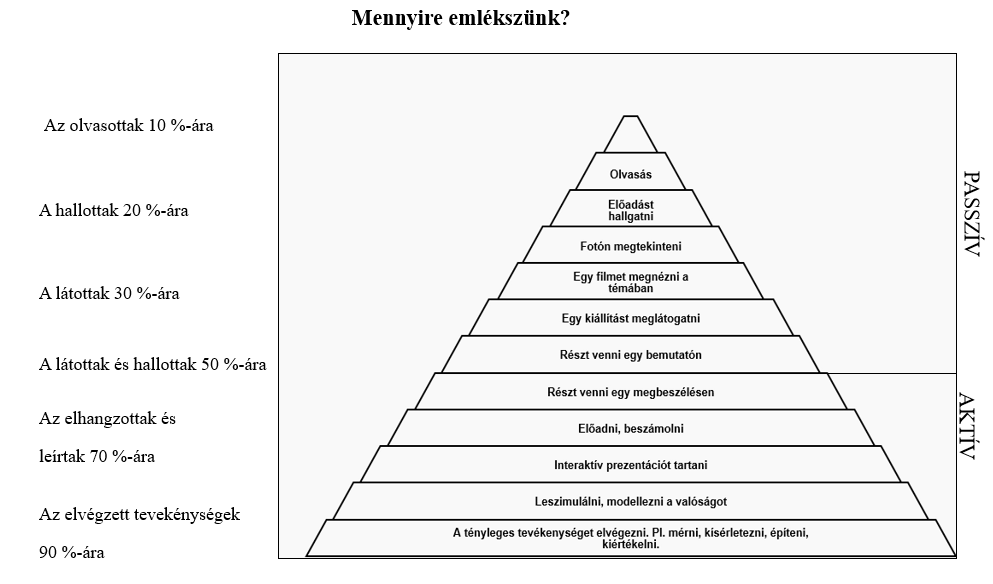 Mennyire emlékszünk?
Az olvasottak 10 %-ára
A hallottak 20 %-ára
A látottak 30 %-ára
A látottak és hallottak 50 %-ára
Az elhangzottak és
leírtak 70 %-ára
Az elvégzett tevekénységek
90 %-ára
Olvasás
Előadást
hallgatni
Fotón megtekinteni
Egy filmet megnézni a
témában
Egy kiállítást meglátogatni
Részt venni egy bemutatón
Részt venni egy megbeszélésen
Előadni, beszámolni
Interaktív prezentációt tartani
Leszimulálni, modellezni a valóságot
A tényleges tevékenységet elvégezni. Pl. mérni, kísérletezni, építeni,
kiértékelni.
PASSZÍV
AKTÍV